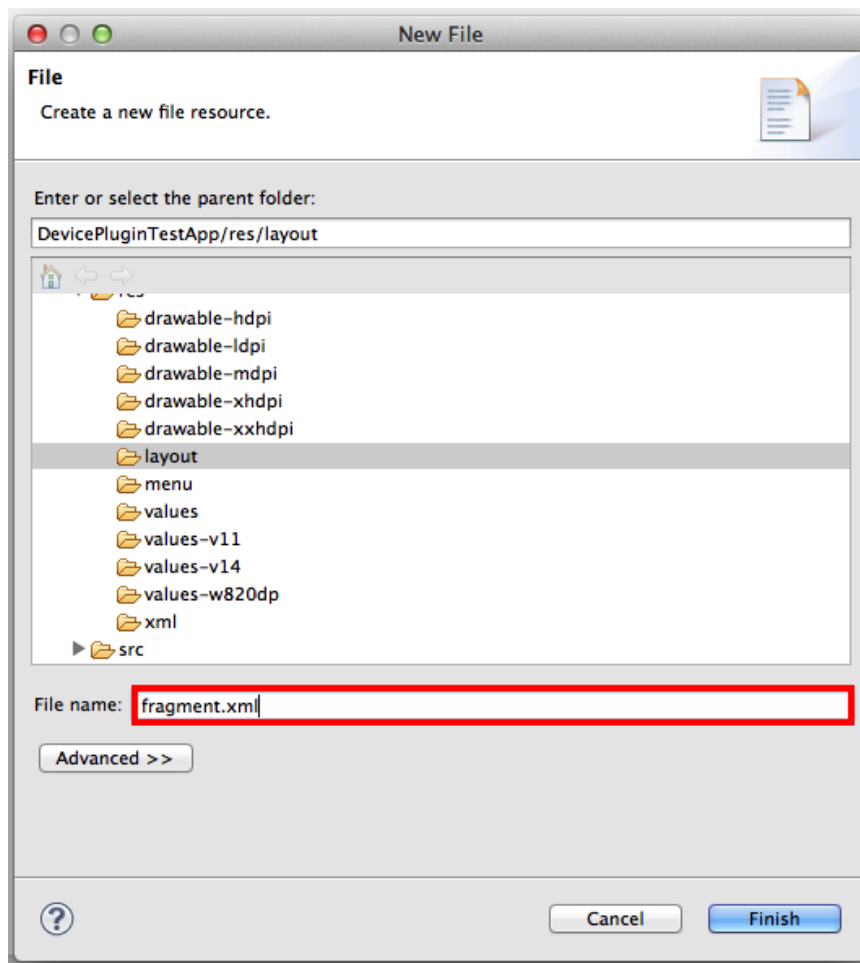 New File
File
Create a new file resource.
Enter or select the parent folder:
DevicePluginTestApp/res/layout
res
drawable-hdpi
drawable-ldpi
drawable-mdpi
drawable-xhdpi
drawable-xxhdpi
layout
menu
values
values-v11
values-v14
values-w820dp
xml
src
File name: fragment.xml
Advanced >>
? Cancel Finish